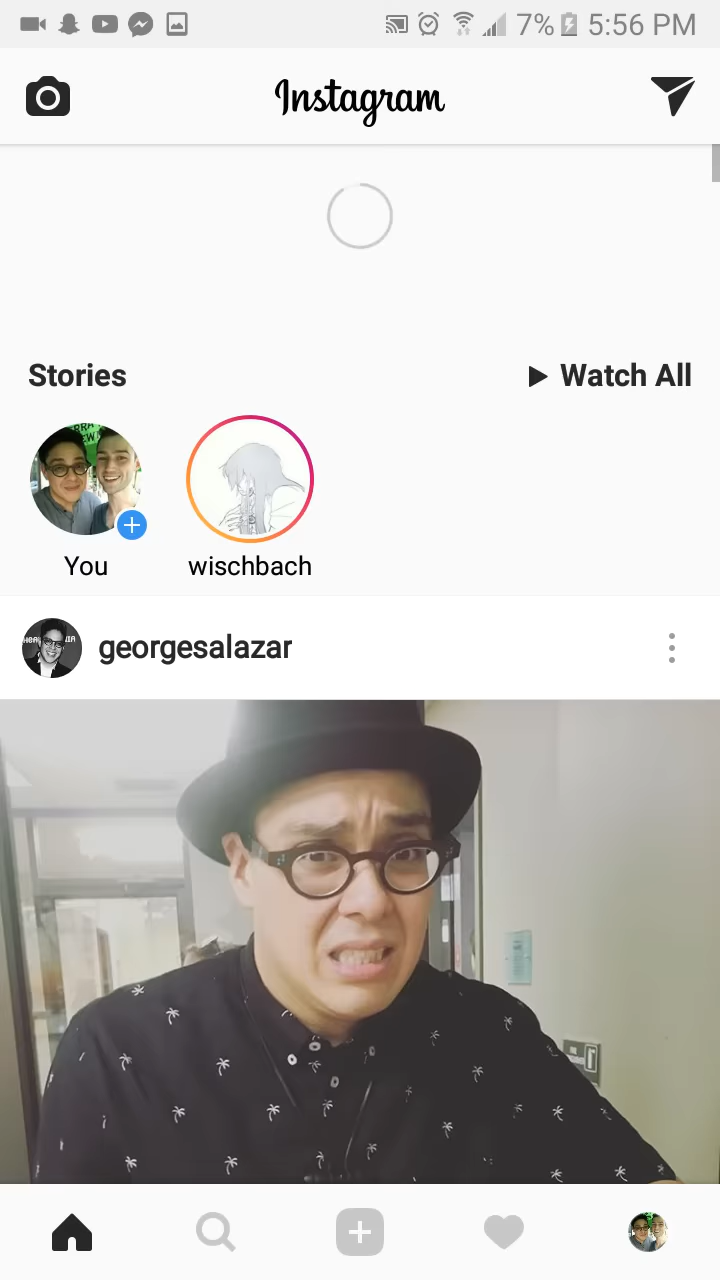 7% 5:56 PM
Instagram
Stories
Watch All
You
wischbach
georgesalazar